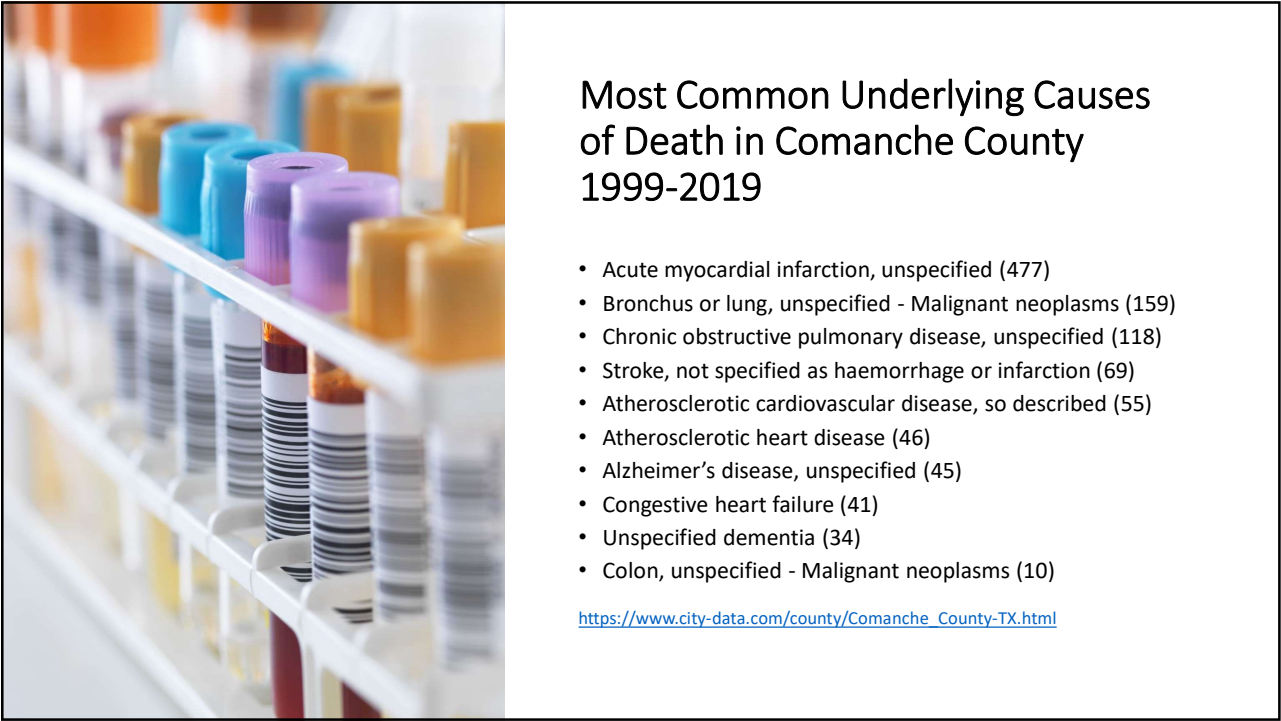 Most Common Underlying Causes
of Death in Comanche County
1999-2019
• Acute myocardial infarction, unspecified (477)
• Bronchus or lung, unspecified - Malignant neoplasms (159)
• Chronic obstructive pulmonary disease, unspecified (118)
• Stroke, not specified as haemorrhage or infarction (69)
• Atherosclerotic cardiovascular disease, so described (55)
• Atherosclerotic heart disease (46)
• Alzheimer’s disease, unspecified (45)
• Congestive heart failure (41)
• Unspecified dementia (34)
• Colon, unspecified - Malignant neoplasms (10)
https://www.city-data.com/county/Comanche_County-TX.html